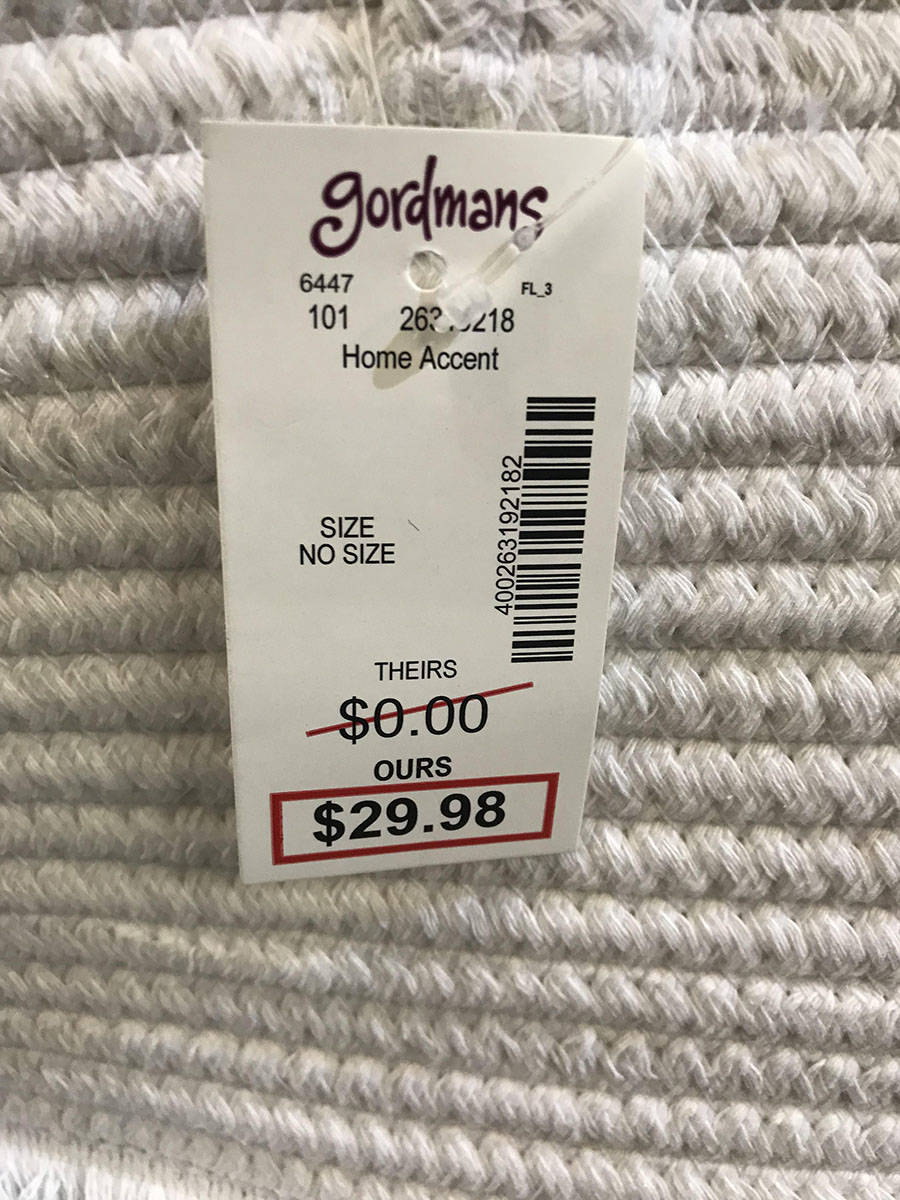 gordmans
6447 FL_3
101
Home Accent
400263192182
SIZE
NO SIZE
THEIRS
$0.00
OURS
$29.98